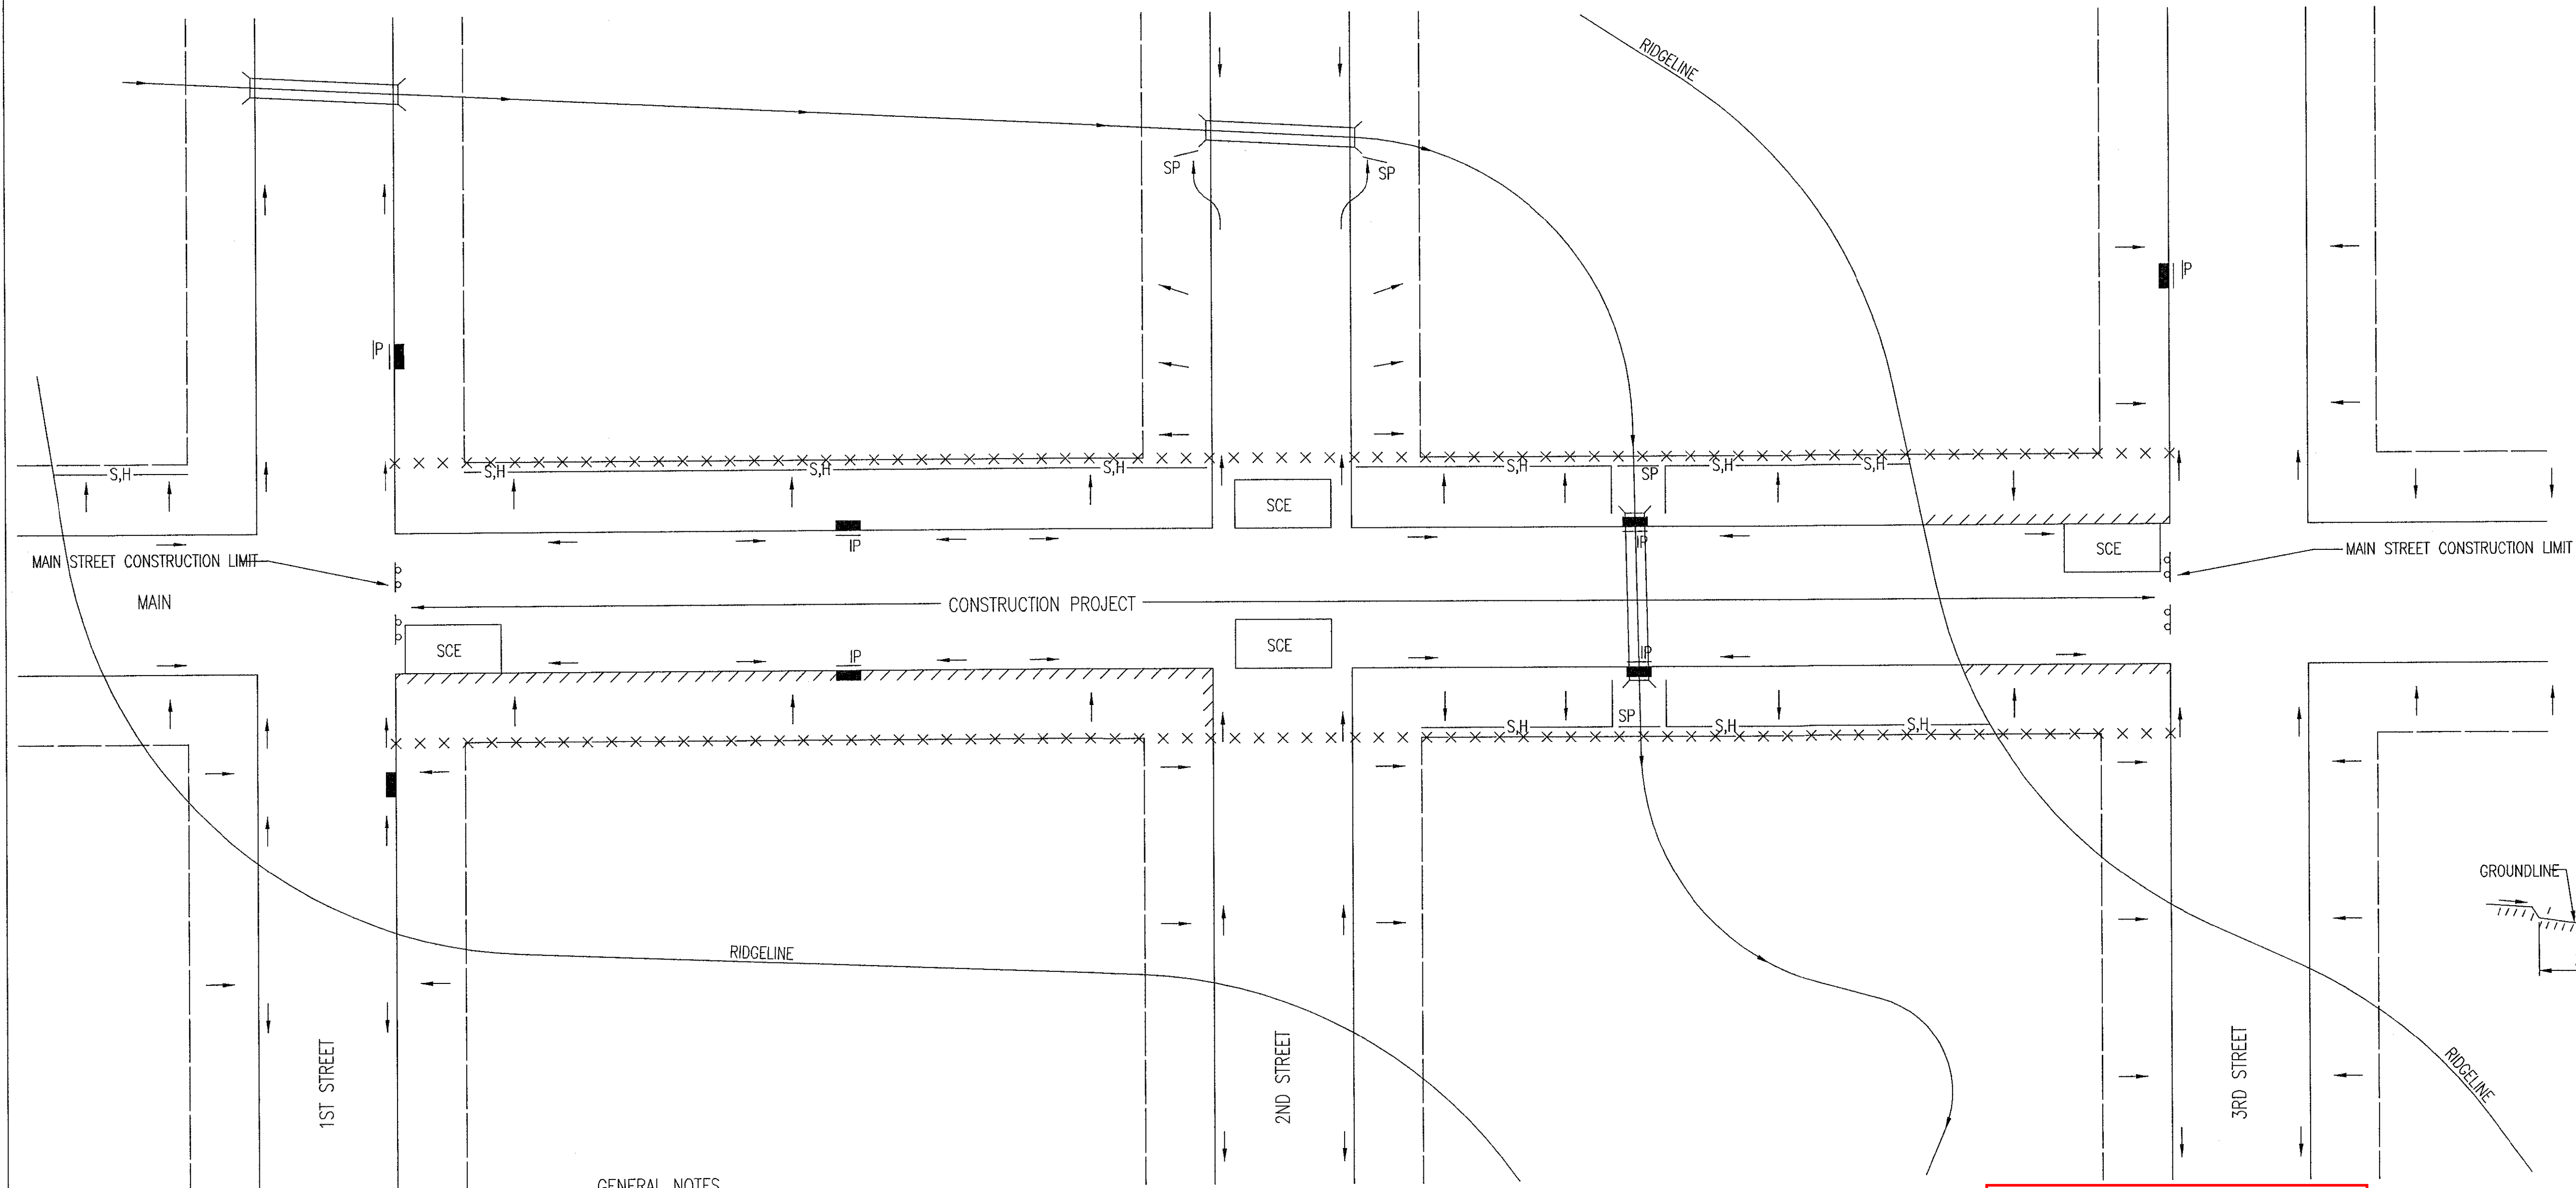 RIDGELINE
SP
SP
IP
IP
S,H
S,H
S,H
S,H
S,H
S,H
S,H
SP
SCE
IP
IP
SCE
MAIN STREET CONSTRUCTION LIMIT
MAIN STREET CONSTRUCTION LIMIT
MAIN
CONSTRUCTION PROJECT
SCE
SCE
IP
IP
SP
S,H
S,H
S,H
GROUNDLINE
RIDGELINE
1ST STREET
2ND STREET
3RD STREET
RIDGELINE
GENERAL NOTES